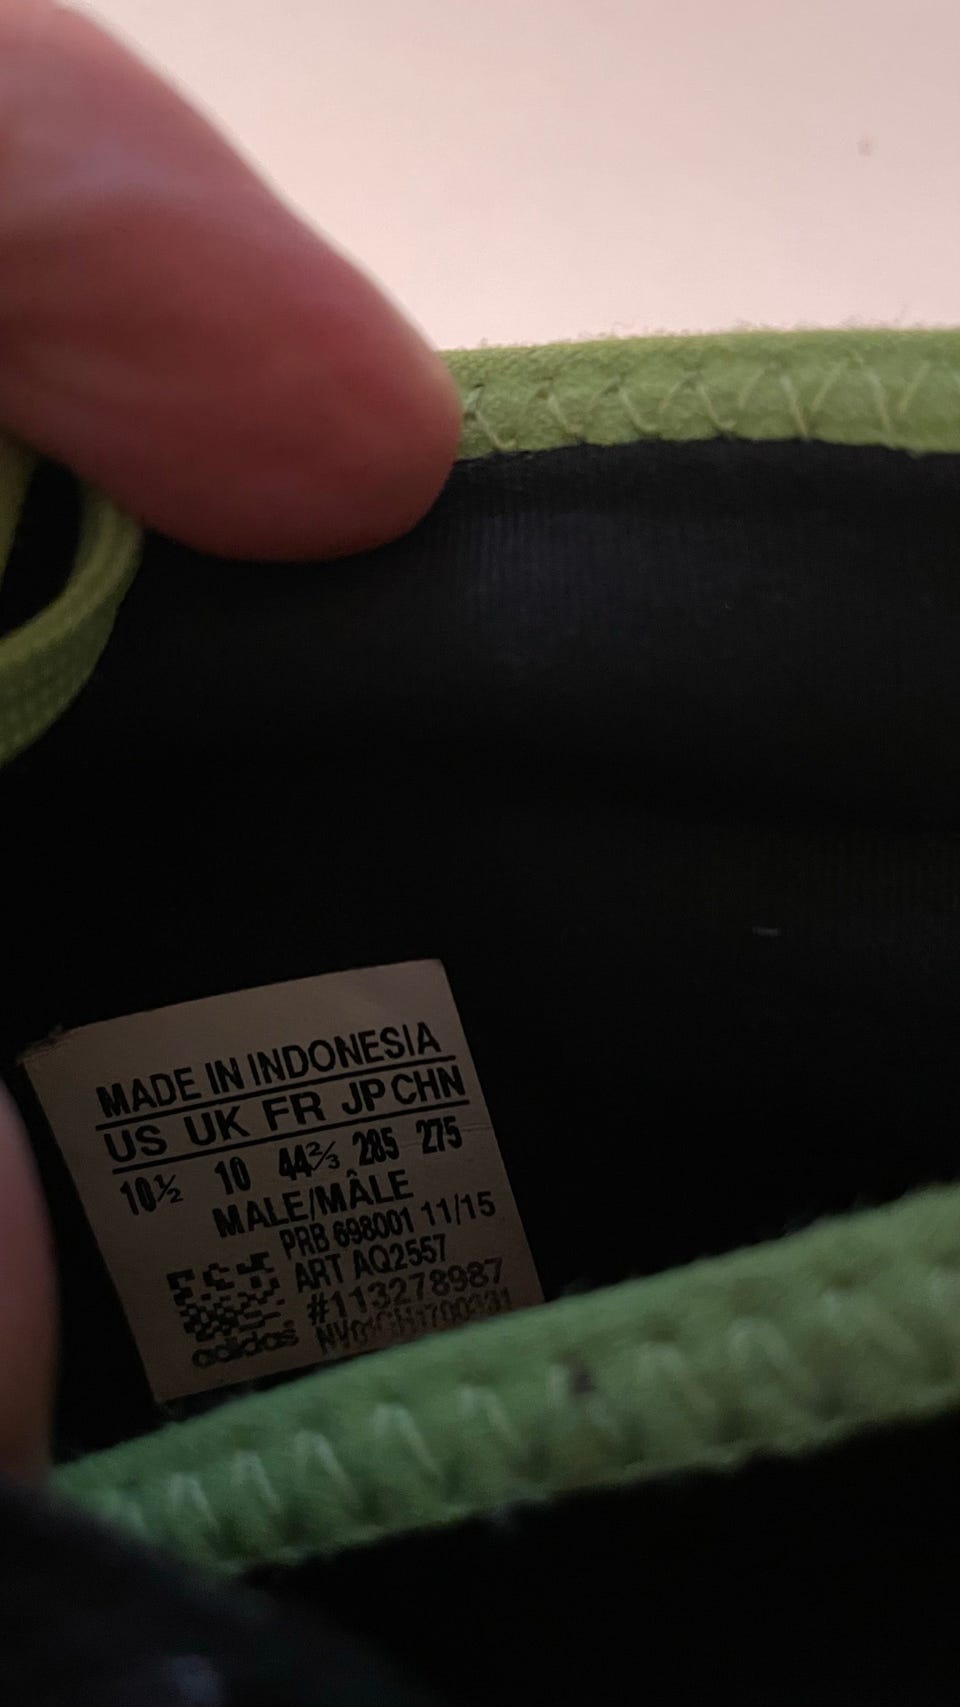 MADE IN INDONESIA
US UK FR JP CHN
10½ 10 44⅔ 285 275
MALE/MÂLE
PRB 698001 11/15
ART AQ2557
#113278987
adidas